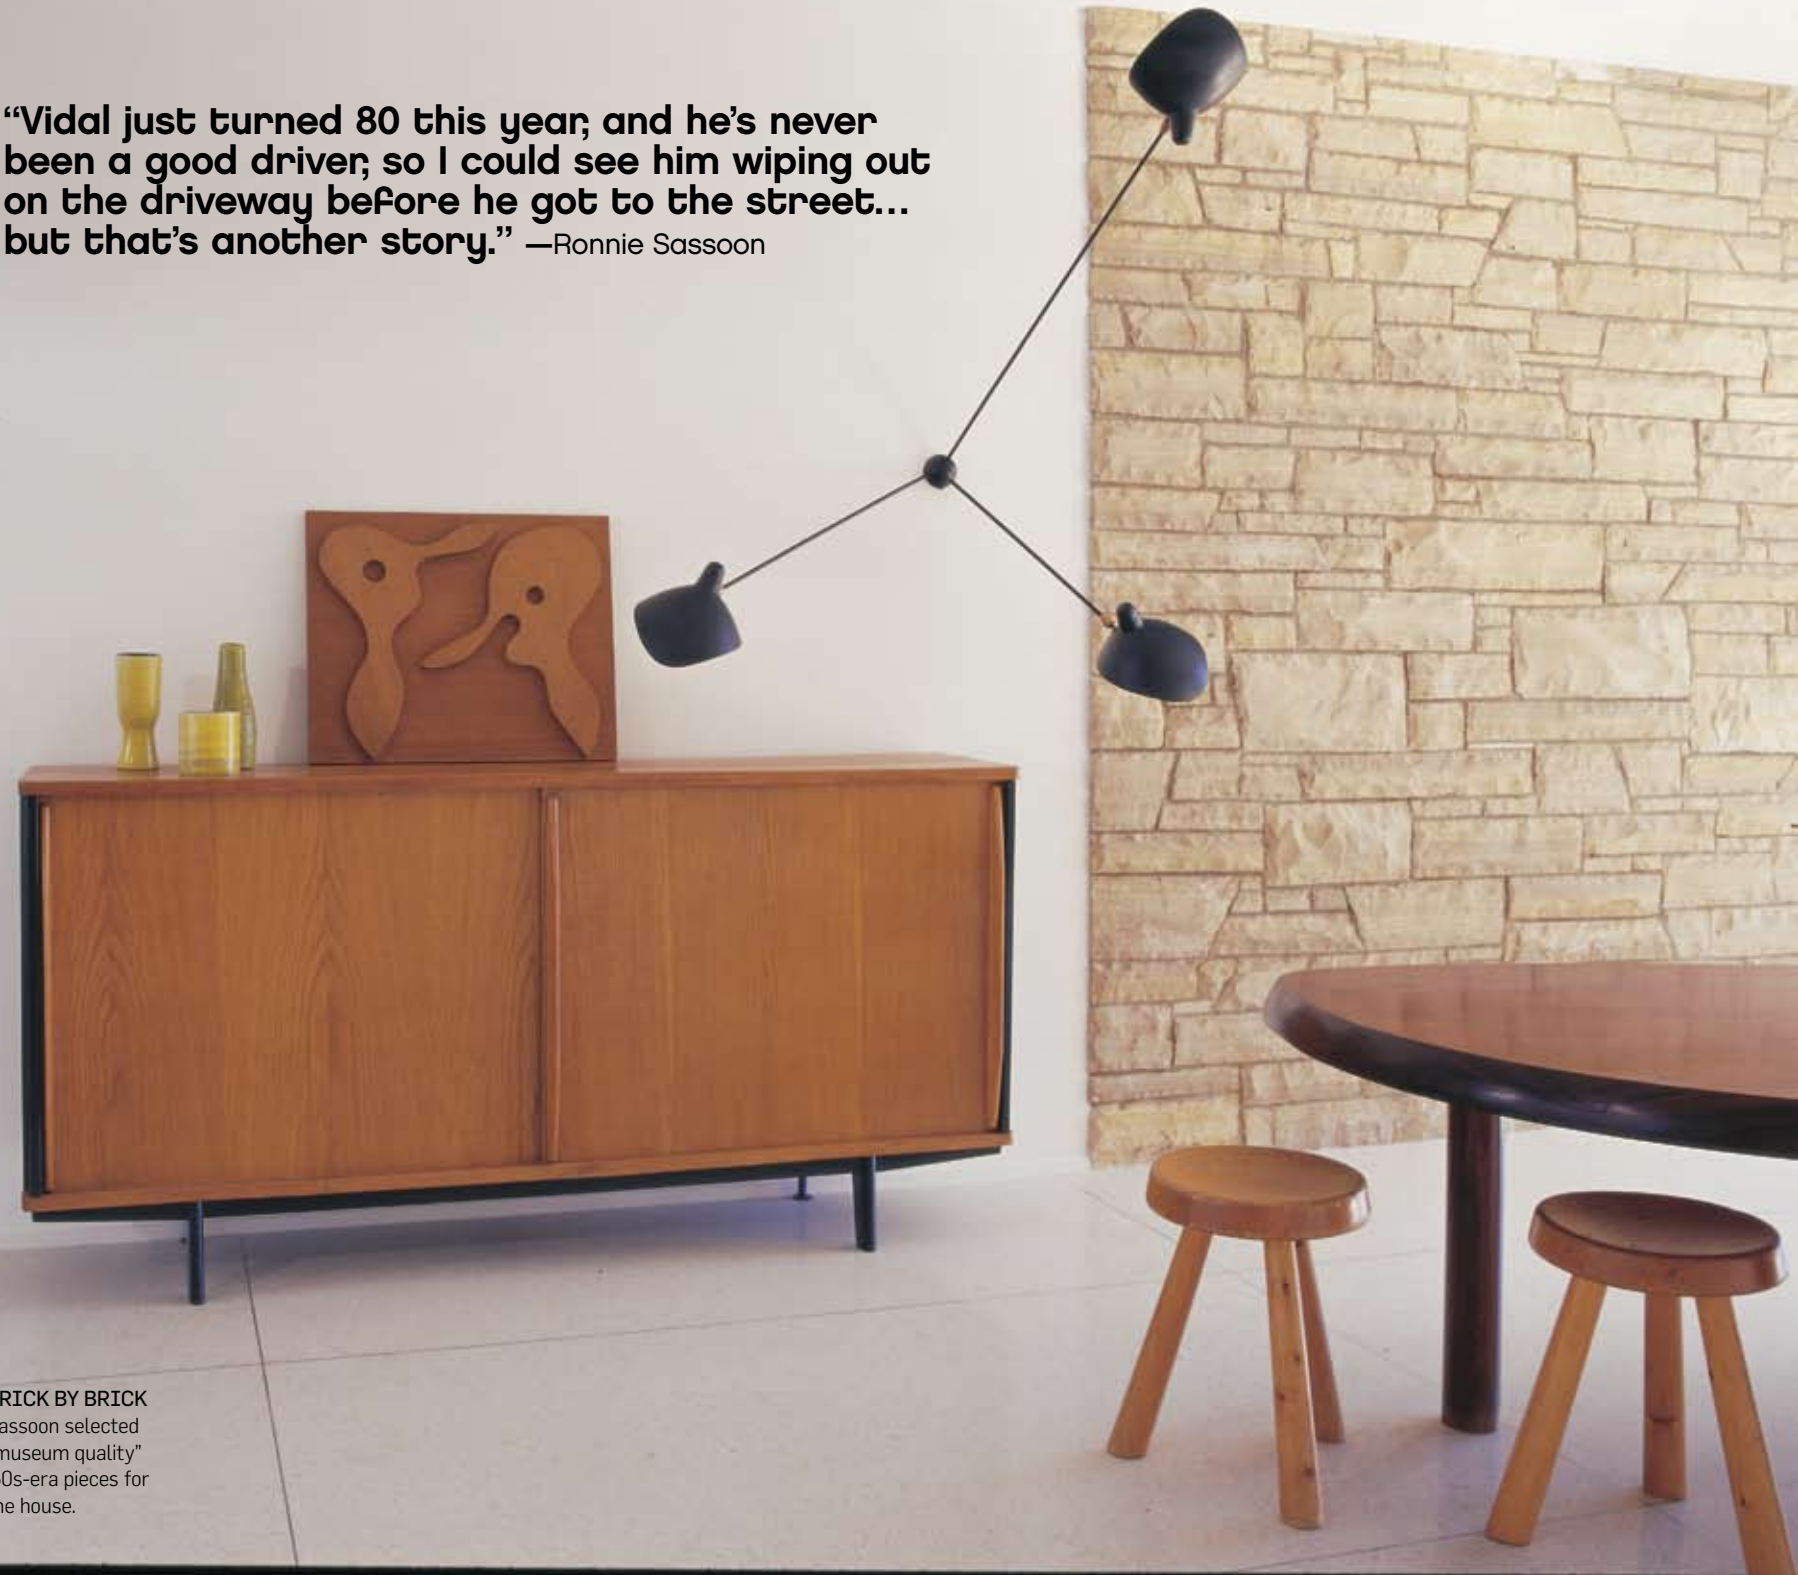 “Vidal just turned 80 this year, and he’s never
been a good driver, so I could see him wiping out
on the driveway before he got to the street...
but that’s another story.” —Ronnie Sassoon
RICK BY BRICK
assoon selected
museum quality”
0s-era pieces for
he house.